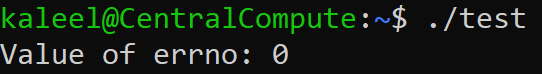 kaleel@CentralCompute:~$ ./test
Value of errno: 0